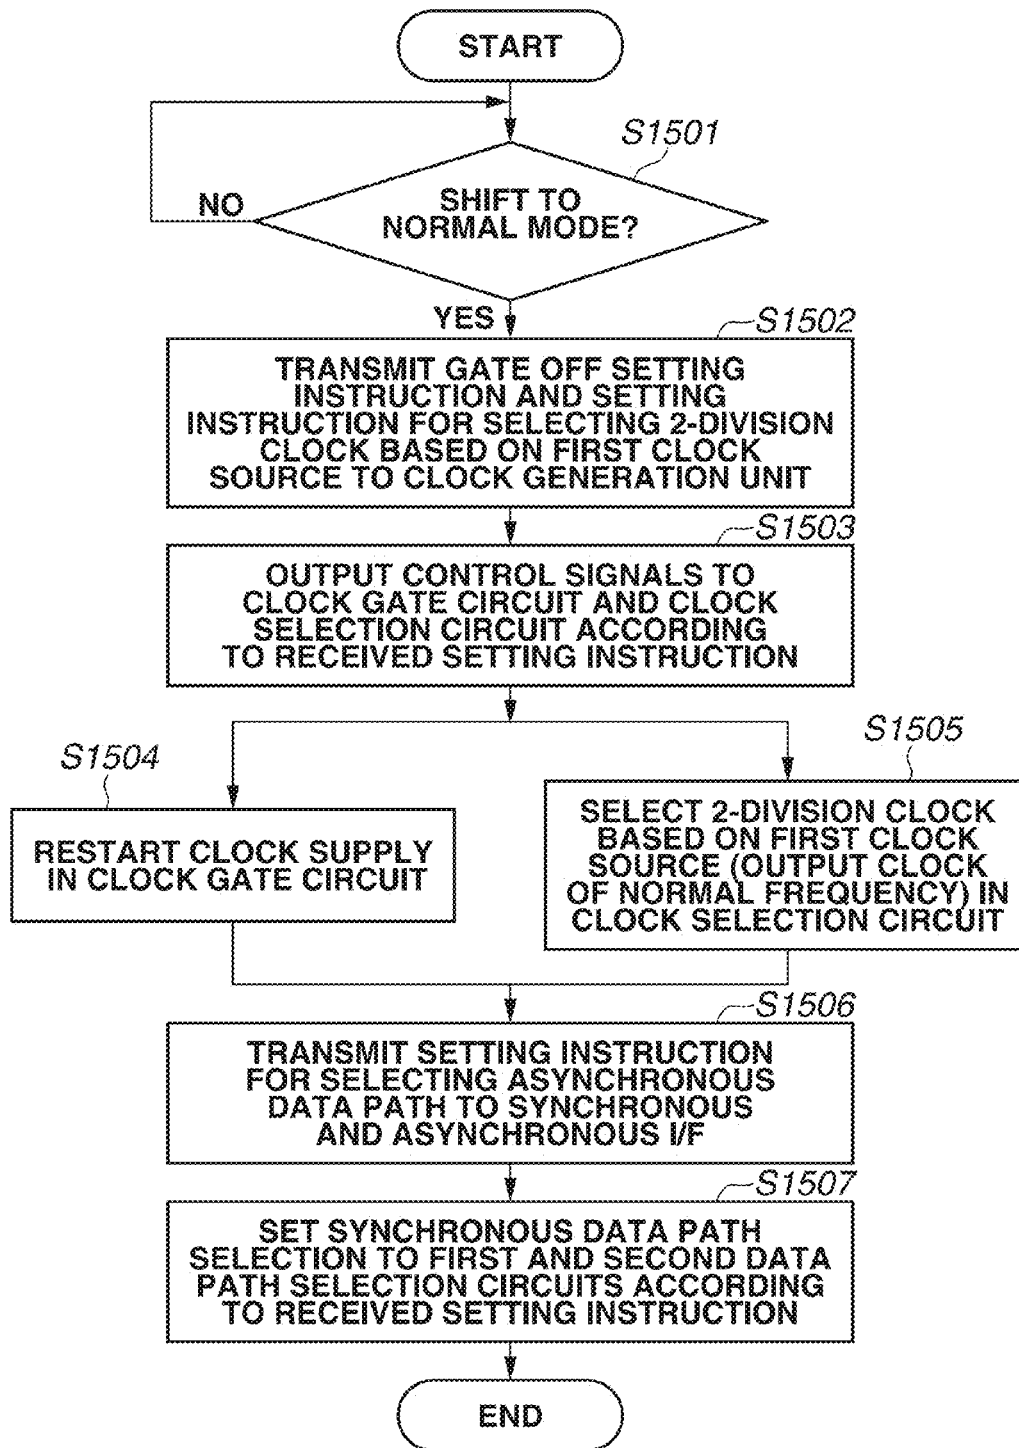 START
S1501
SHIFT TO
NORMAL MODE?
NO
YES
S1502
TRANSMIT GATE OFF SETTING
INSTRUCTION AND SETTING
INSTRUCTION FOR SELECTING 2-DIVISION
CLOCK BASED ON FIRST CLOCK
SOURCE TO CLOCK GENERATION UNIT
S1503
OUTPUT CONTROL SIGNALS TO
CLOCK GATE CIRCUIT AND CLOCK
SELECTION CIRCUIT ACCORDING
TO RECEIVED SETTING INSTRUCTION
S1504
RESTART CLOCK SUPPLY
IN CLOCK GATE CIRCUIT
S1505
SELECT 2-DIVISION CLOCK
BASED ON FIRST CLOCK
SOURCE (OUTPUT CLOCK
OF NORMAL FREQUENCY) IN
CLOCK SELECTION CIRCUIT
S1506
TRANSMIT SETTING INSTRUCTION
FOR SELECTING ASYNCHRONOUS
DATA PATH TO SYNCHRONOUS
AND ASYNCHRONOUS I/F
S1507
SET SYNCHRONOUS DATA PATH
SELECTION TO FIRST AND SECOND DATA
PATH SELECTION CIRCUITS ACCORDING
TO RECEIVED SETTING INSTRUCTION
END